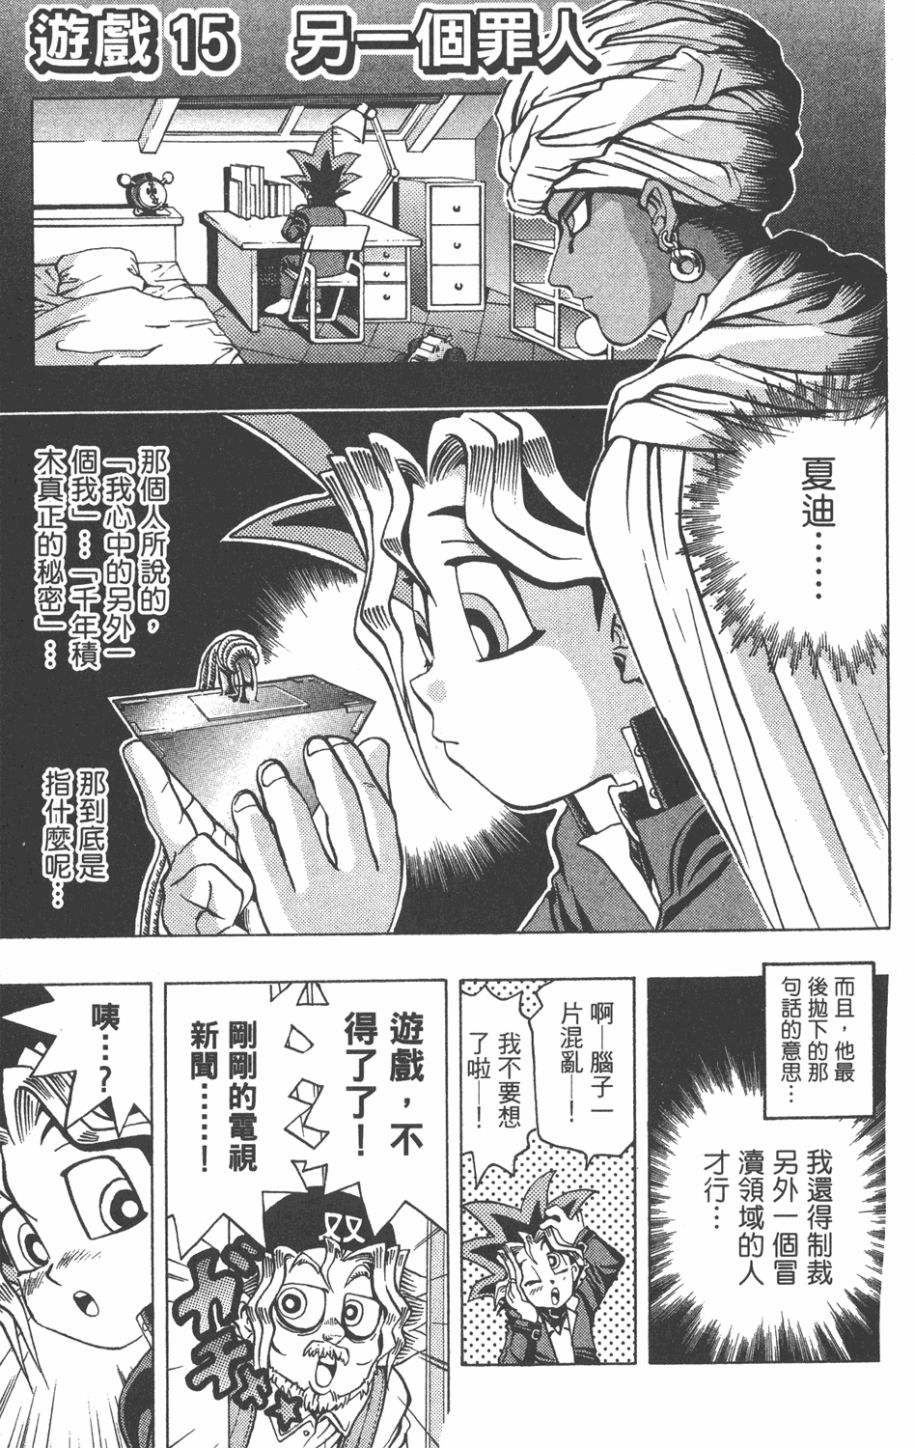 遊戲 15　另一個罪人
夏迪……
那個人所說的，
「我心中的另外一
個我」…「千年積
木真正的秘密」…
那到底是
指什麼呢…
而且，他最
後拋下的那
句話的意思…
我還得制裁
另外一個冒
瀆領域的人
才行…
啊─腦子一
片混亂─！
我不要想
了啦─！
遊戲，不
得了了！
剛剛的電視
新聞……！
双
ガチャ
咦…?